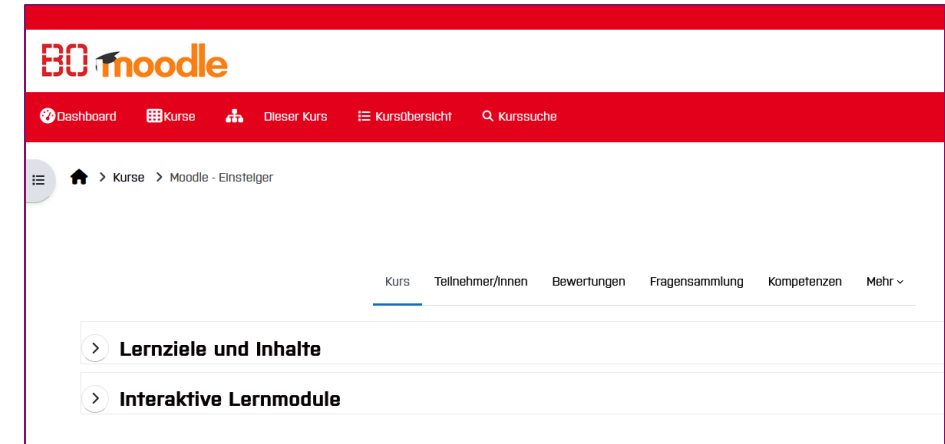 BO moodle
Dashboard Kurse Dieser Kurs Kursübersicht Kurssuche
Kurse > Moodle - Einsteiger
Kurs Teilnehmer/innen Bewertungen Fragensammlung Kompetenzen Mehr
Lernziele und Inhalte
Interaktive Lernmodule